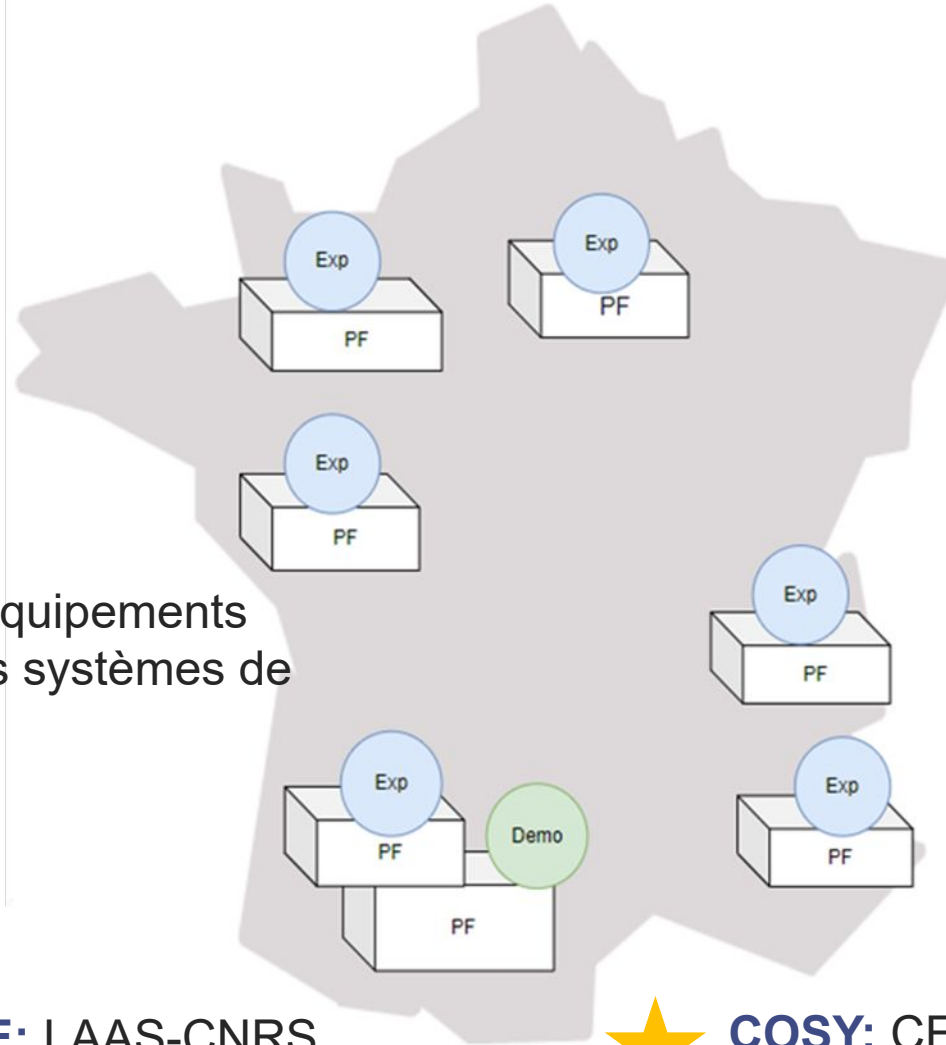 Exp
Exp
PF
PF
Exp
PF
Exp
quipements
PF
s systèmes de
Exp
Exp
Demo
PF
PF
PF
LAAS-CNRS
COSY: